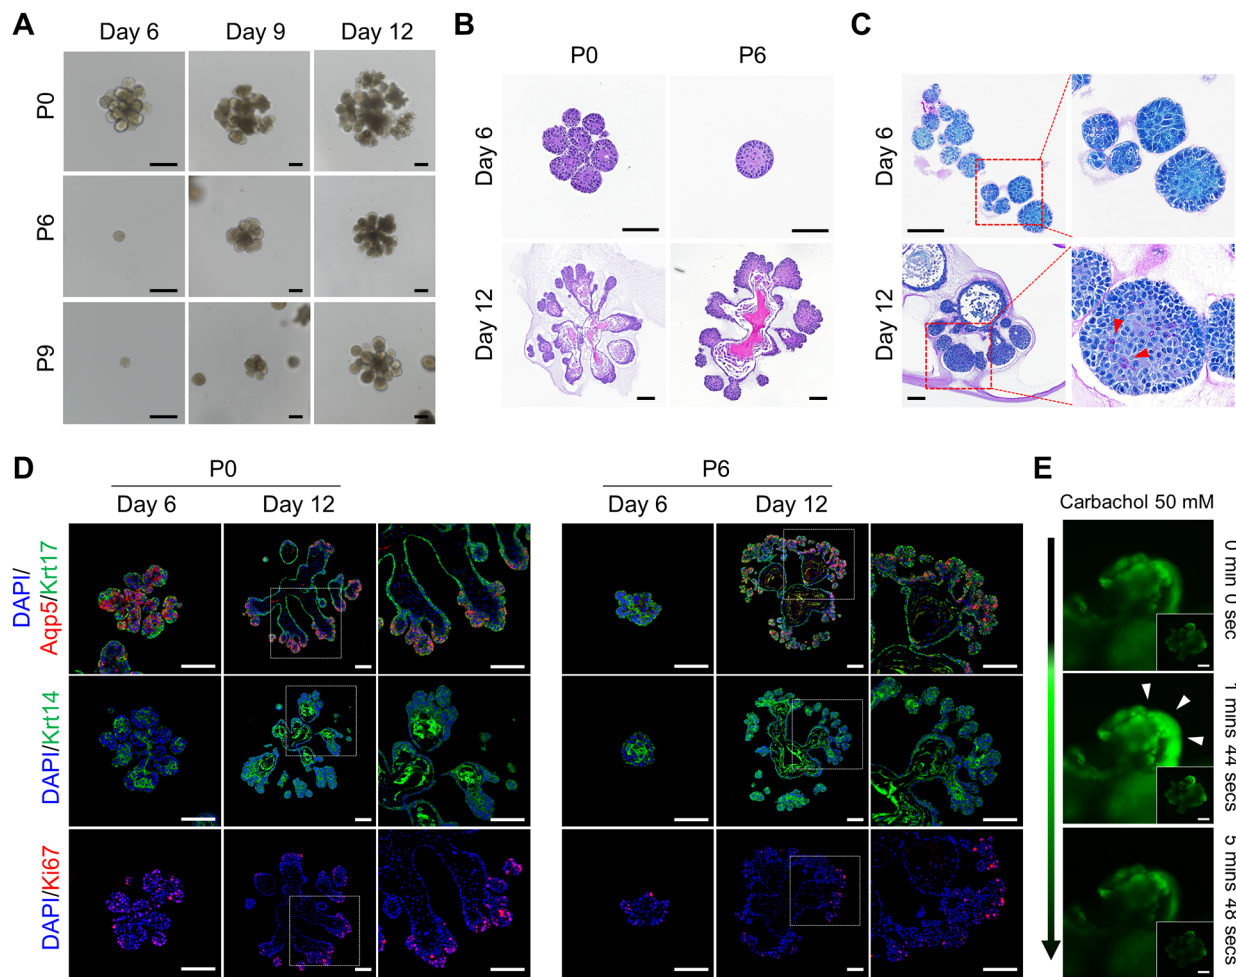 A
Day 6
Day 9
Day 12
P0
P6
P9
B
P0
P6
Day 6
Day 12
C
Day 6
Day 12
D
P0
Day 6
Day 12
P6
Day 6
Day 12
DAPI/
Aqp5/Krt17
DAPI/Krt14
DAPI/Ki67
E
Carbachol 50 mM
0 min 0 sec
1 mins 44 secs
5 mins 48 secs